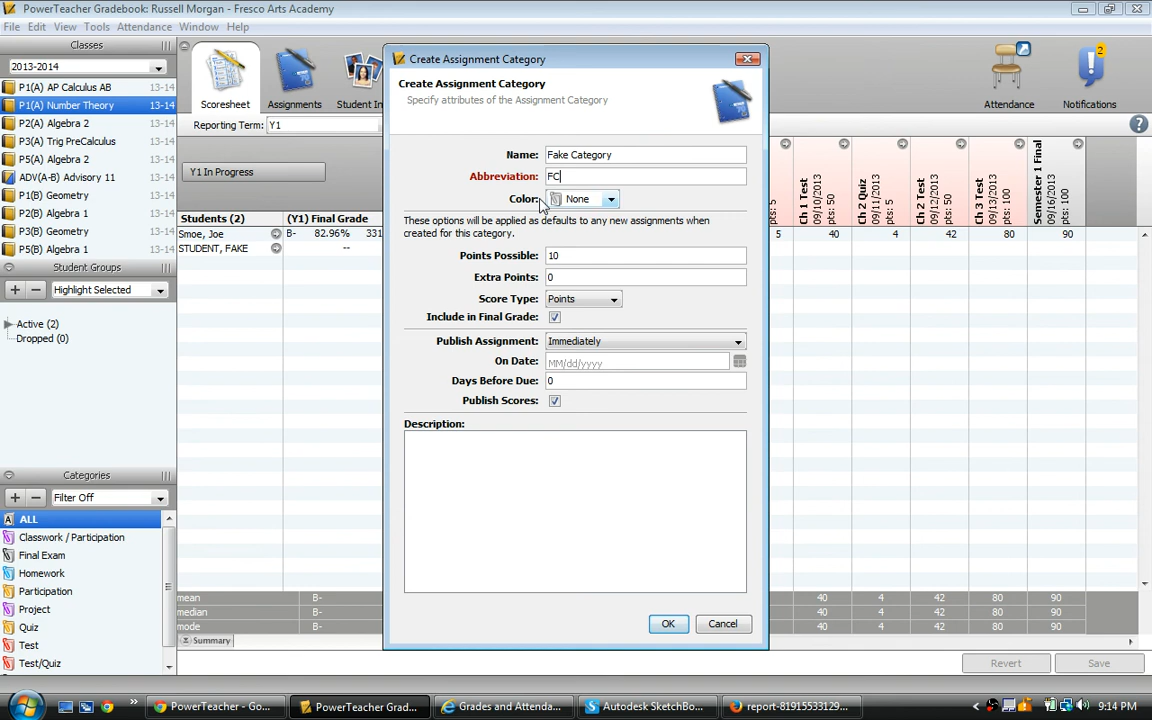 PowerTeacher Gradebook: Russell Morgan - Fresco Arts Academy
File Edit View Tools Attendance Window Help
Classes
2013-2014
P1(A) AP Calculus AB 13-14
P1(A) Number Theory 13-14
P2(A) Algebra 2 13-14
P3(A) Trig PreCalculus 13-14
P5(A) Algebra 2 13-14
ADV(A-B) Advisory 11 13-14
P1(B) Geometry 13-14
P2(B) Algebra 1 13-14
P3(B) Geometry 13-14
P5(B) Algebra 1 13-14
Student Groups
Highlight Selected
Active (2)
Dropped (0)
Categories
Filter Off
ALL
Classwork / Participation
Final Exam
Homework
Participation
Project
Quiz
Test
Test/Quiz
Scoresheet
Assignments
Student In
Reporting Term: Y1
Y1 In Progress
Students (2) (Y1) Final Grade
Smoe, Joe B- 82.96% 331
STUDENT, FAKE --
mean B-
median B-
mode B-
Summary
Create Assignment Category
Create Assignment Category
Specify attributes of the Assignment Category
Name: Fake Category
Abbreviation: FC
Color: None
These options will be applied as defaults to any new assignments when
created for this category.
Points Possible: 10
Extra Points: 0
Score Type: Points
Include in Final Grade:
Publish Assignment: Immediately
On Date: MM/dd/yyyy
Days Before Due: 0
Publish Scores:
Description:
OK Cancel
Attendance
2
Notifications
?
pts: 5
Ch 1 Test
09/10/2013
pts: 50
Ch 2 Quiz
09/11/2013
pts: 5
Ch 2 Test
09/12/2013
pts: 50
Ch 3 Test
09/13/2013
pts: 100
Semester 1 Final
09/16/2013
pts: 100
5 40 4 42 80 90
40 4 42 80 90
40 4 42 80 90
40 4 42 80 90
Revert Save
PowerTeacher - Go...
PowerTeacher Grad...
Grades and Attenda...
Autodesk SketchBo...
report-81915533129...
9:14 PM